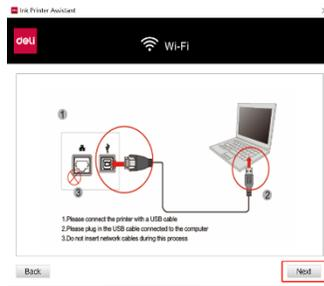 Ink Printer Assistant
deli
Wi-Fi
1
3
2
1.Please connect the printer with a USB cable
2.Please plug in the USB cable connected to the computer
3.Do not insert network cables during this process
Back
Next